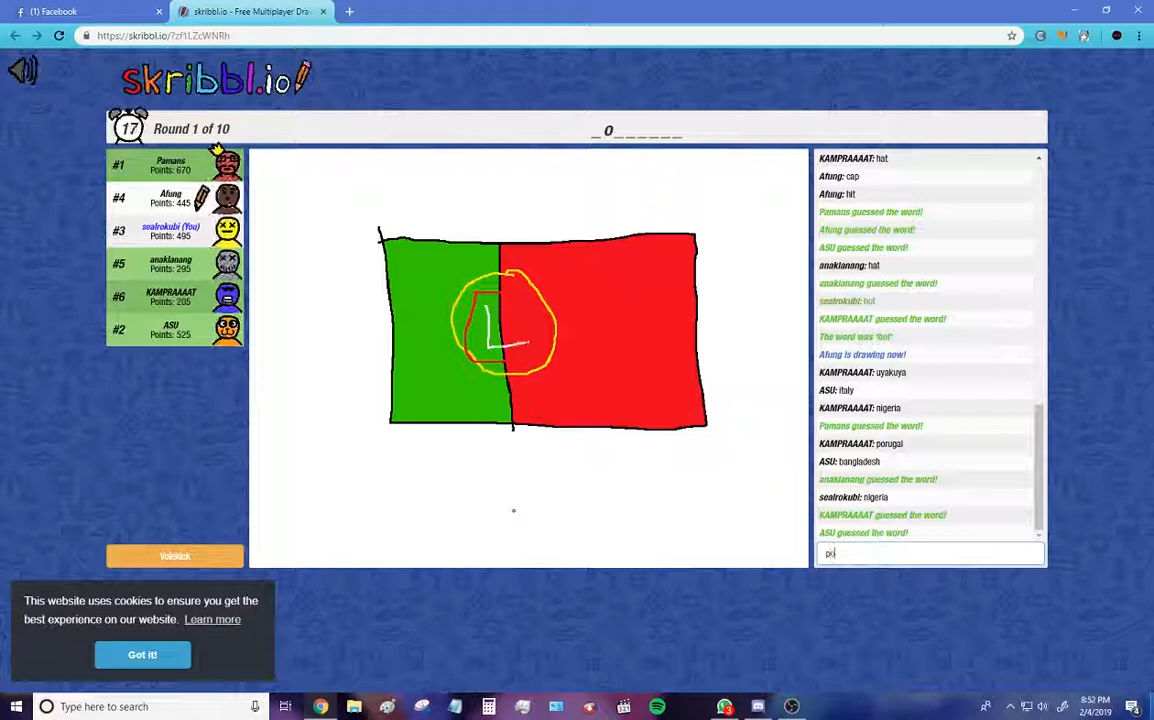 (1) Facebook
skribbl.io - Free Multiplayer Dra
https://skribbl.io/?zf1LZcWNRh
skribbl.io
17
Round 1 of 10
_o______
#1
Pamans
Points: 670
#4
Afung
Points: 445
#3
sealrokubi (You)
Points: 495
#5
anaklanang
Points: 295
#6
KAMPRAAAAT
Points: 205
#2
ASU
Points: 525
Votekick
L
KAMPRAAAAT: hat
Afung: cap
Afung: hit
Pamans guessed the word!
Afung guessed the word!
ASU guessed the word!
anaklanang: hat
anaklanang guessed the word!
sealrokubi: hot
KAMPRAAAAT guessed the word!
The word was 'hot'
Afung is drawing now!
KAMPRAAAAT: uyakuya
ASU: italy
KAMPRAAAAT: nigeria
Pamans guessed the word!
KAMPRAAAAT: porugal
ASU: bangladesh
anaklanang guessed the word!
sealrokubi: nigeria
KAMPRAAAAT guessed the word!
ASU guessed the word!
po
This website uses cookies to ensure you get the
best experience on our website. Learn more
Got it!
Type here to search
3
8:52 PM
2/4/2019
4